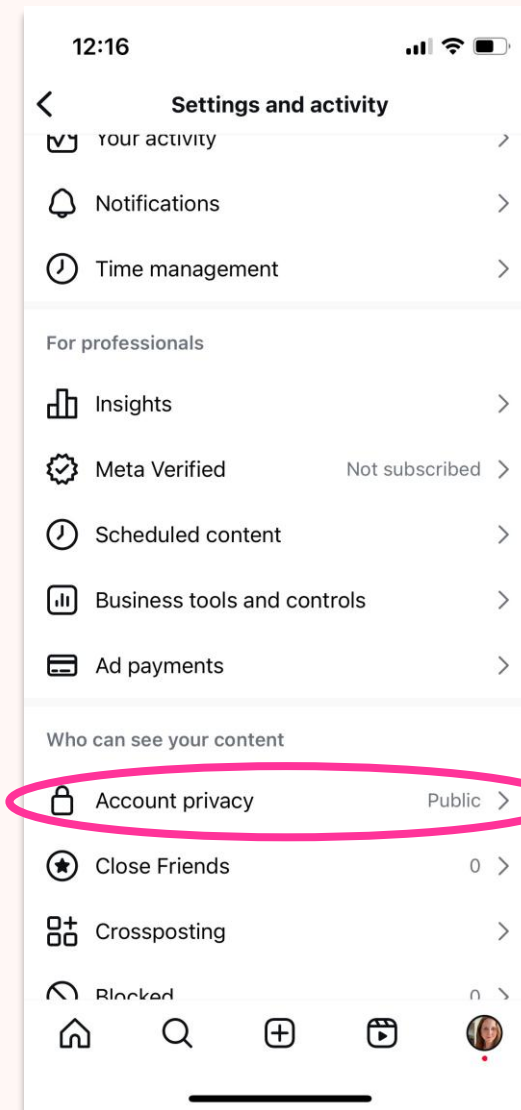 12:16
Settings and activity
Your activity
Notifications
Time management
For professionals
Insights
Meta Verified Not subscribed
Scheduled content
Business tools and controls
Ad payments
Who can see your content
Account privacy Public
Close Friends 0
Crossposting
Blocked 0